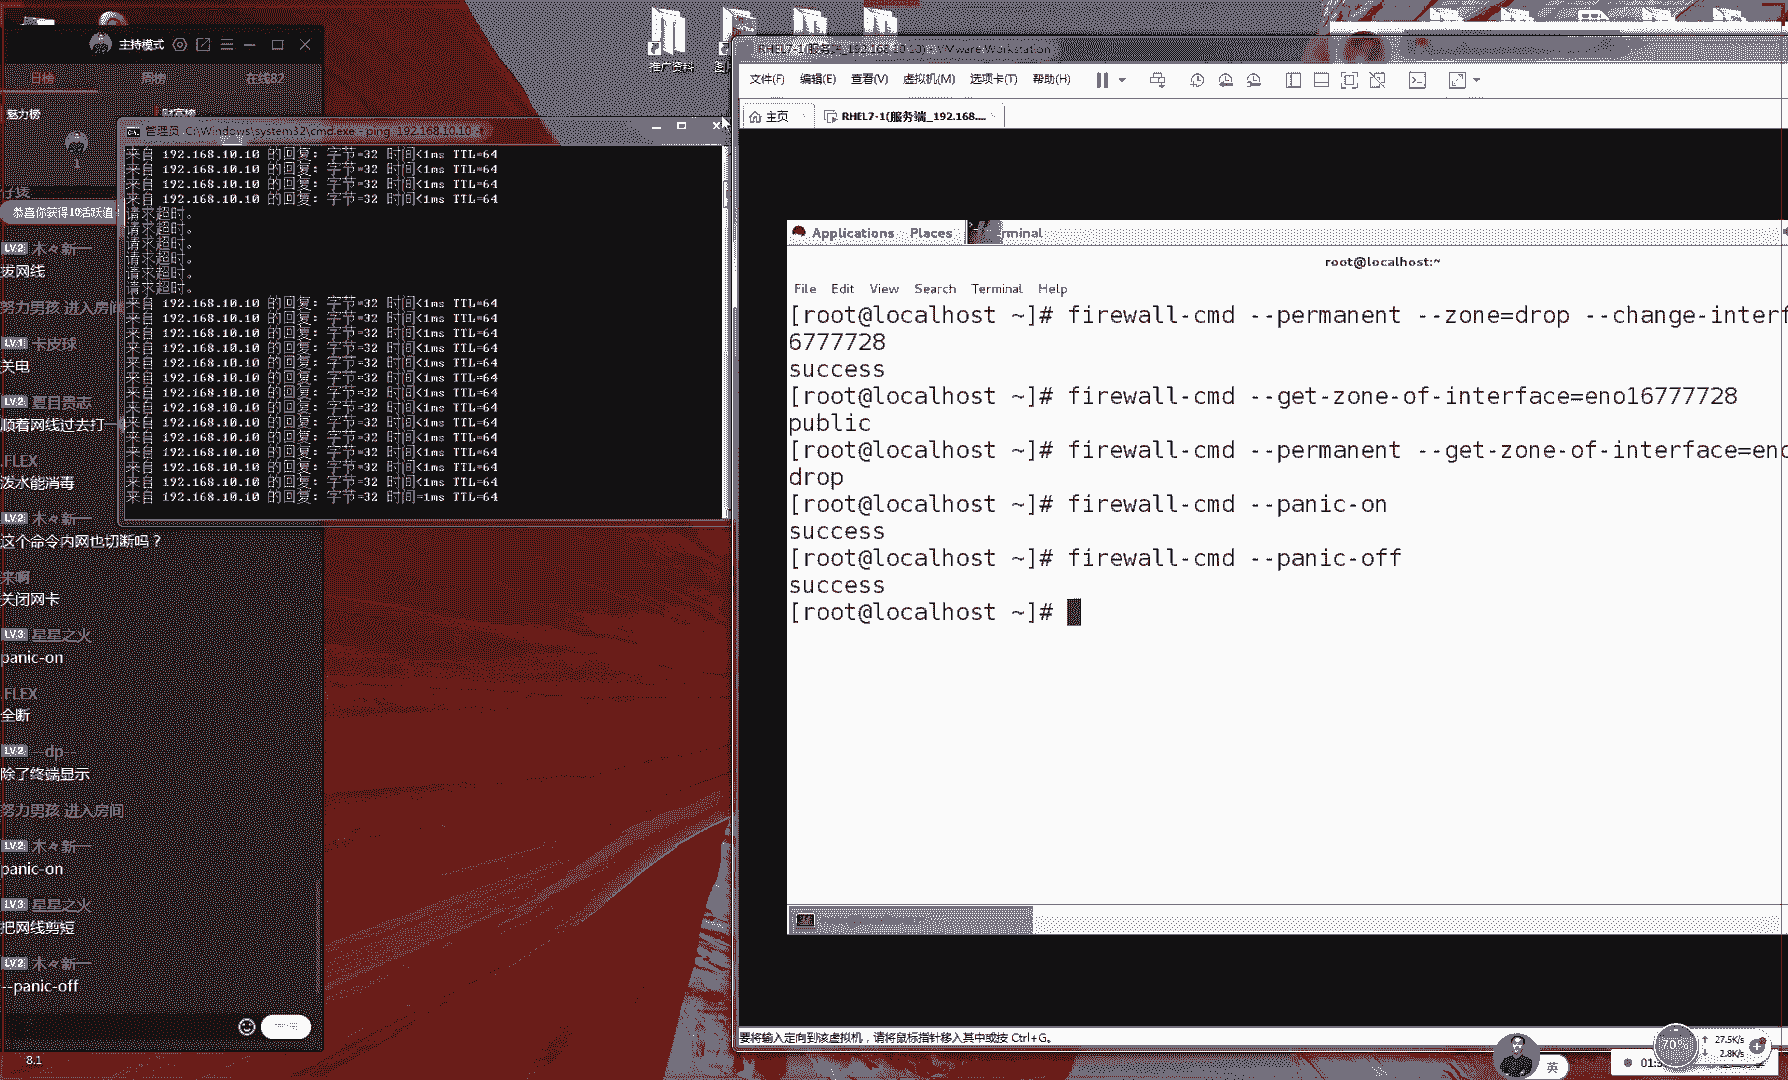 主持模式
日榜 周榜 在线82
魅力榜 财富榜
1
恭喜你获得10活跃值
LV.2 木々新一
拔网线
努力男孩 进入房间
LV.1 卡皮球
关电
LV.2 夏目贵志
顺着网线过去打一
.FLEX
泼水能消毒
LV.2 木々新一
这个命令内网也切断吗？
来啊
关闭网卡
LV.3 星星之火
panic-on
.FLEX
全断
LV.2 --dp--
除了终端显示
努力男孩 进入房间
LV.2 木々新一
panic-on
LV.3 星星之火
把网线剪短
LV.2 木々新一
--panic-off
8.1
推广资料
管理员: C:\Windows\system32\cmd.exe - ping 192.168.10.10 -t
来自 192.168.10.10 的回复: 字节=32 时间<1ms TTL=64
来自 192.168.10.10 的回复: 字节=32 时间<1ms TTL=64
来自 192.168.10.10 的回复: 字节=32 时间<1ms TTL=64
来自 192.168.10.10 的回复: 字节=32 时间<1ms TTL=64
请求超时。
请求超时。
请求超时。
请求超时。
请求超时。
请求超时。
来自 192.168.10.10 的回复: 字节=32 时间<1ms TTL=64
来自 192.168.10.10 的回复: 字节=32 时间<1ms TTL=64
来自 192.168.10.10 的回复: 字节=32 时间<1ms TTL=64
来自 192.168.10.10 的回复: 字节=32 时间<1ms TTL=64
来自 192.168.10.10 的回复: 字节=32 时间<1ms TTL=64
来自 192.168.10.10 的回复: 字节=32 时间<1ms TTL=64
来自 192.168.10.10 的回复: 字节=32 时间<1ms TTL=64
来自 192.168.10.10 的回复: 字节=32 时间<1ms TTL=64
来自 192.168.10.10 的回复: 字节=32 时间<1ms TTL=64
来自 192.168.10.10 的回复: 字节=32 时间<1ms TTL=64
来自 192.168.10.10 的回复: 字节=32 时间<1ms TTL=64
来自 192.168.10.10 的回复: 字节=32 时间<1ms TTL=64
来自 192.168.10.10 的回复: 字节=32 时间<1ms TTL=64
来自 192.168.10.10 的回复: 字节=32 时间=1ms TTL=64
RHEL7-1(服务端_192.168.10.10) - VMware Workstation
文件(F) 编辑(E) 查看(V) 虚拟机(M) 选项卡(T) 帮助(H)
主页 RHEL7-1(服务端_192.168....
Applications Places rminal
root@localhost:~
File Edit View Search Terminal Help
[root@localhost ~]# firewall-cmd --permanent --zone=drop --change-interf
6777728
success
[root@localhost ~]# firewall-cmd --get-zone-of-interface=eno16777728
public
[root@localhost ~]# firewall-cmd --permanent --get-zone-of-interface=eno
drop
[root@localhost ~]# firewall-cmd --panic-on
success
[root@localhost ~]# firewall-cmd --panic-off
success
[root@localhost ~]#
要将输入定向到该虚拟机，请将鼠标指针移入其中或按 Ctrl+G。
英
70%
27.5K/s
2.8K/s